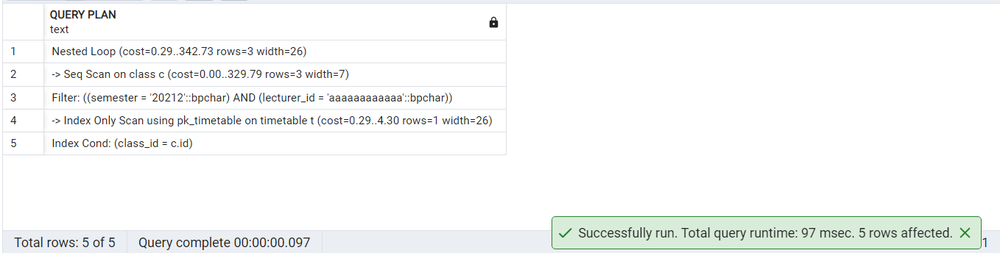 QUERY PLAN
text
1 Nested Loop (cost=0.29..342.73 rows=3 width=26)
2 -> Seq Scan on class c (cost=0.00..329.79 rows=3 width=7)
3 Filter: ((semester = '20212'::bpchar) AND (lecturer_id = 'aaaaaaaaaaaa'::bpchar))
4 -> Index Only Scan using pk_timetable on timetable t (cost=0.29..4.30 rows=1 width=26)
5 Index Cond: (class_id = c.id)
Successfully run. Total query runtime: 97 msec. 5 rows affected.
Total rows: 5 of 5 Query complete 00:00:00.097 1